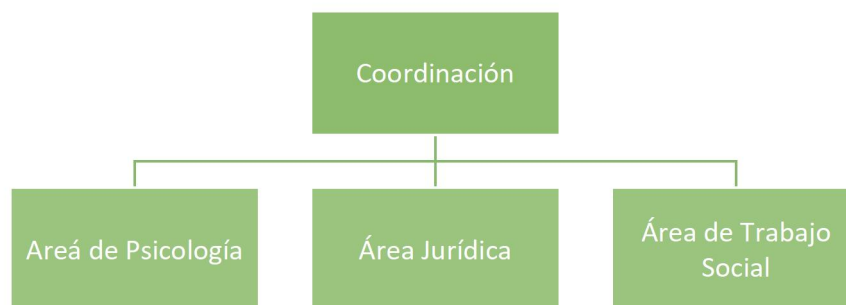 Coordinación
Areá de Psicología
Área Jurídica
Área de Trabajo
Social